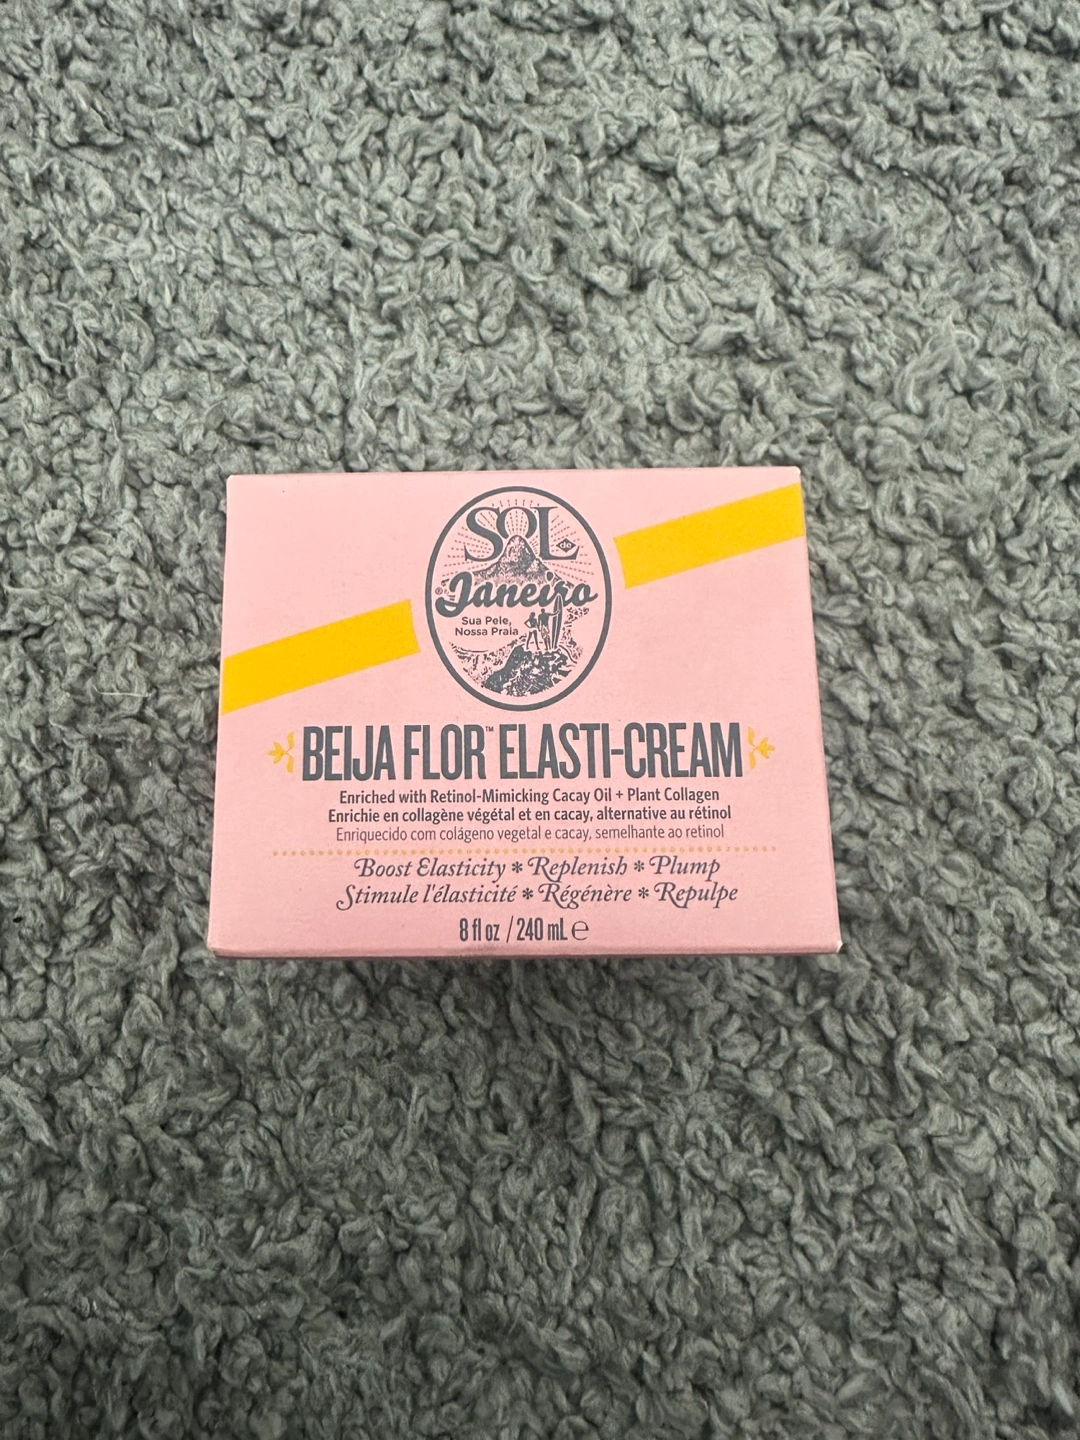 SOL de
® Janeiro
Sua Pele,
Nossa Praia
BEIJA FLOR™ ELASTI-CREAM
Enriched with Retinol-Mimicking Cacay Oil + Plant Collagen
Enrichie en collagène végétal et en cacay, alternative au rétinol
Enriquecido com colágeno vegetal e cacay, semelhante ao retinol
Boost Elasticity * Replenish * Plump
Stimule l'élasticité * Régénère * Repulpe
8 fl oz / 240 mL ℮